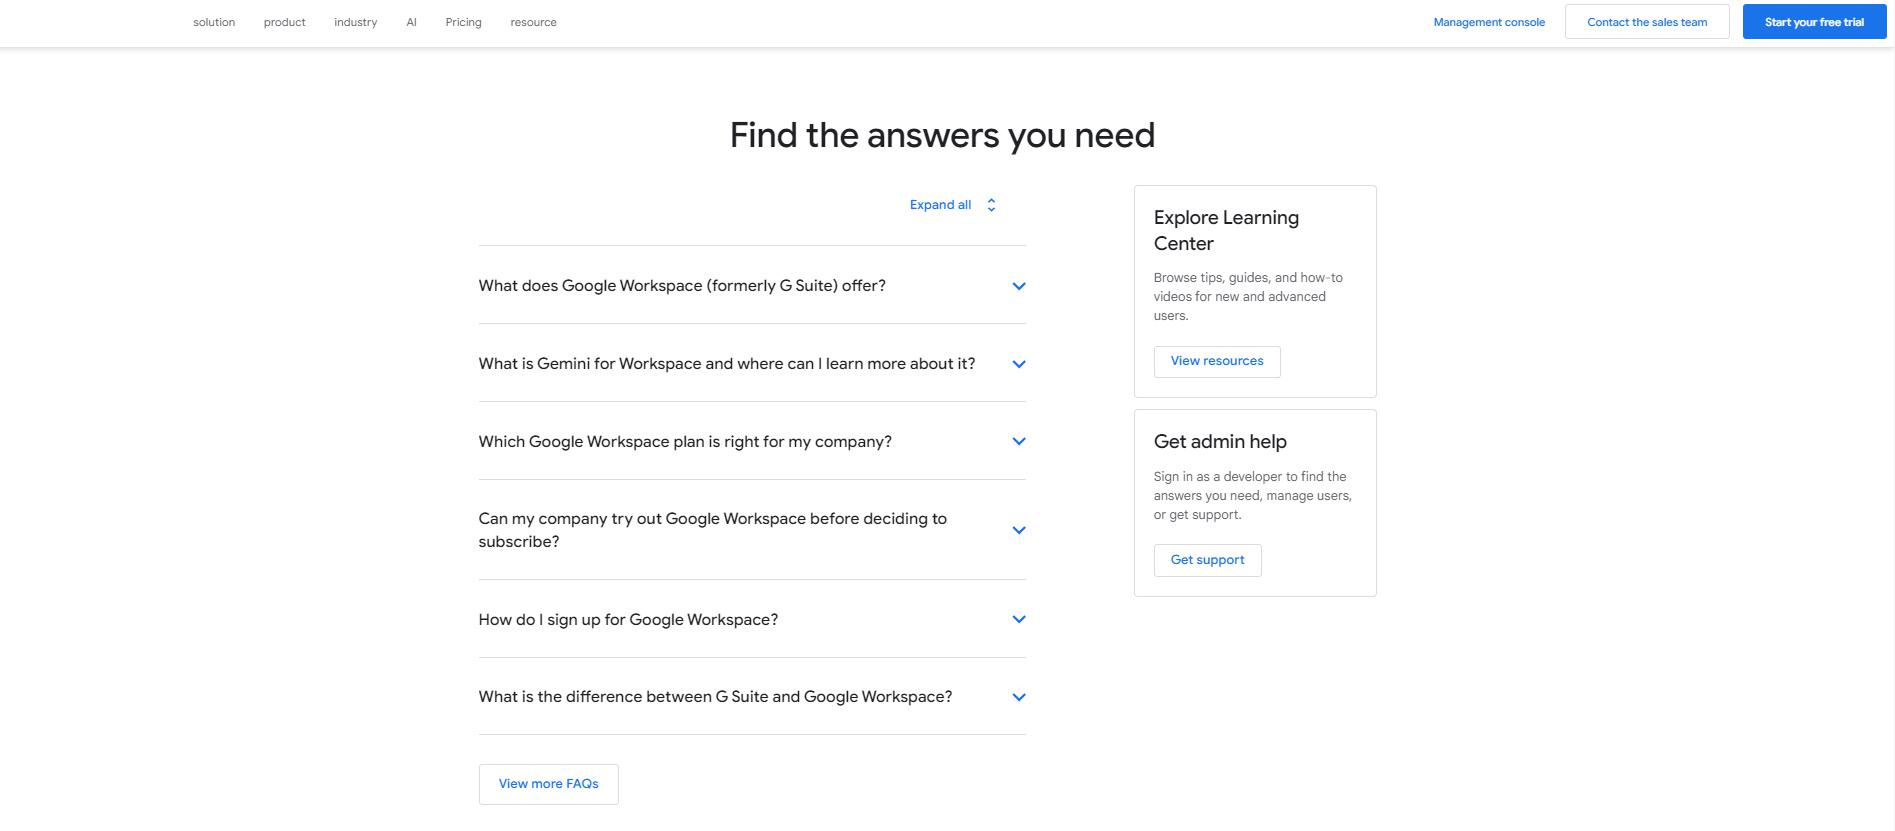 solution product industry AI Pricing resource Management console Contact the sales team Start your free trial
Find the answers you need
Expand all
What does Google Workspace (formerly G Suite) offer?
What is Gemini for Workspace and where can I learn more about it?
Which Google Workspace plan is right for my company?
Can my company try out Google Workspace before deciding to
subscribe?
How do I sign up for Google Workspace?
What is the difference between G Suite and Google Workspace?
View more FAQs
Explore Learning
Center
Browse tips, guides, and how-to
videos for new and advanced
users.
View resources
Get admin help
Sign in as a developer to find the
answers you need, manage users,
or get support.
Get support